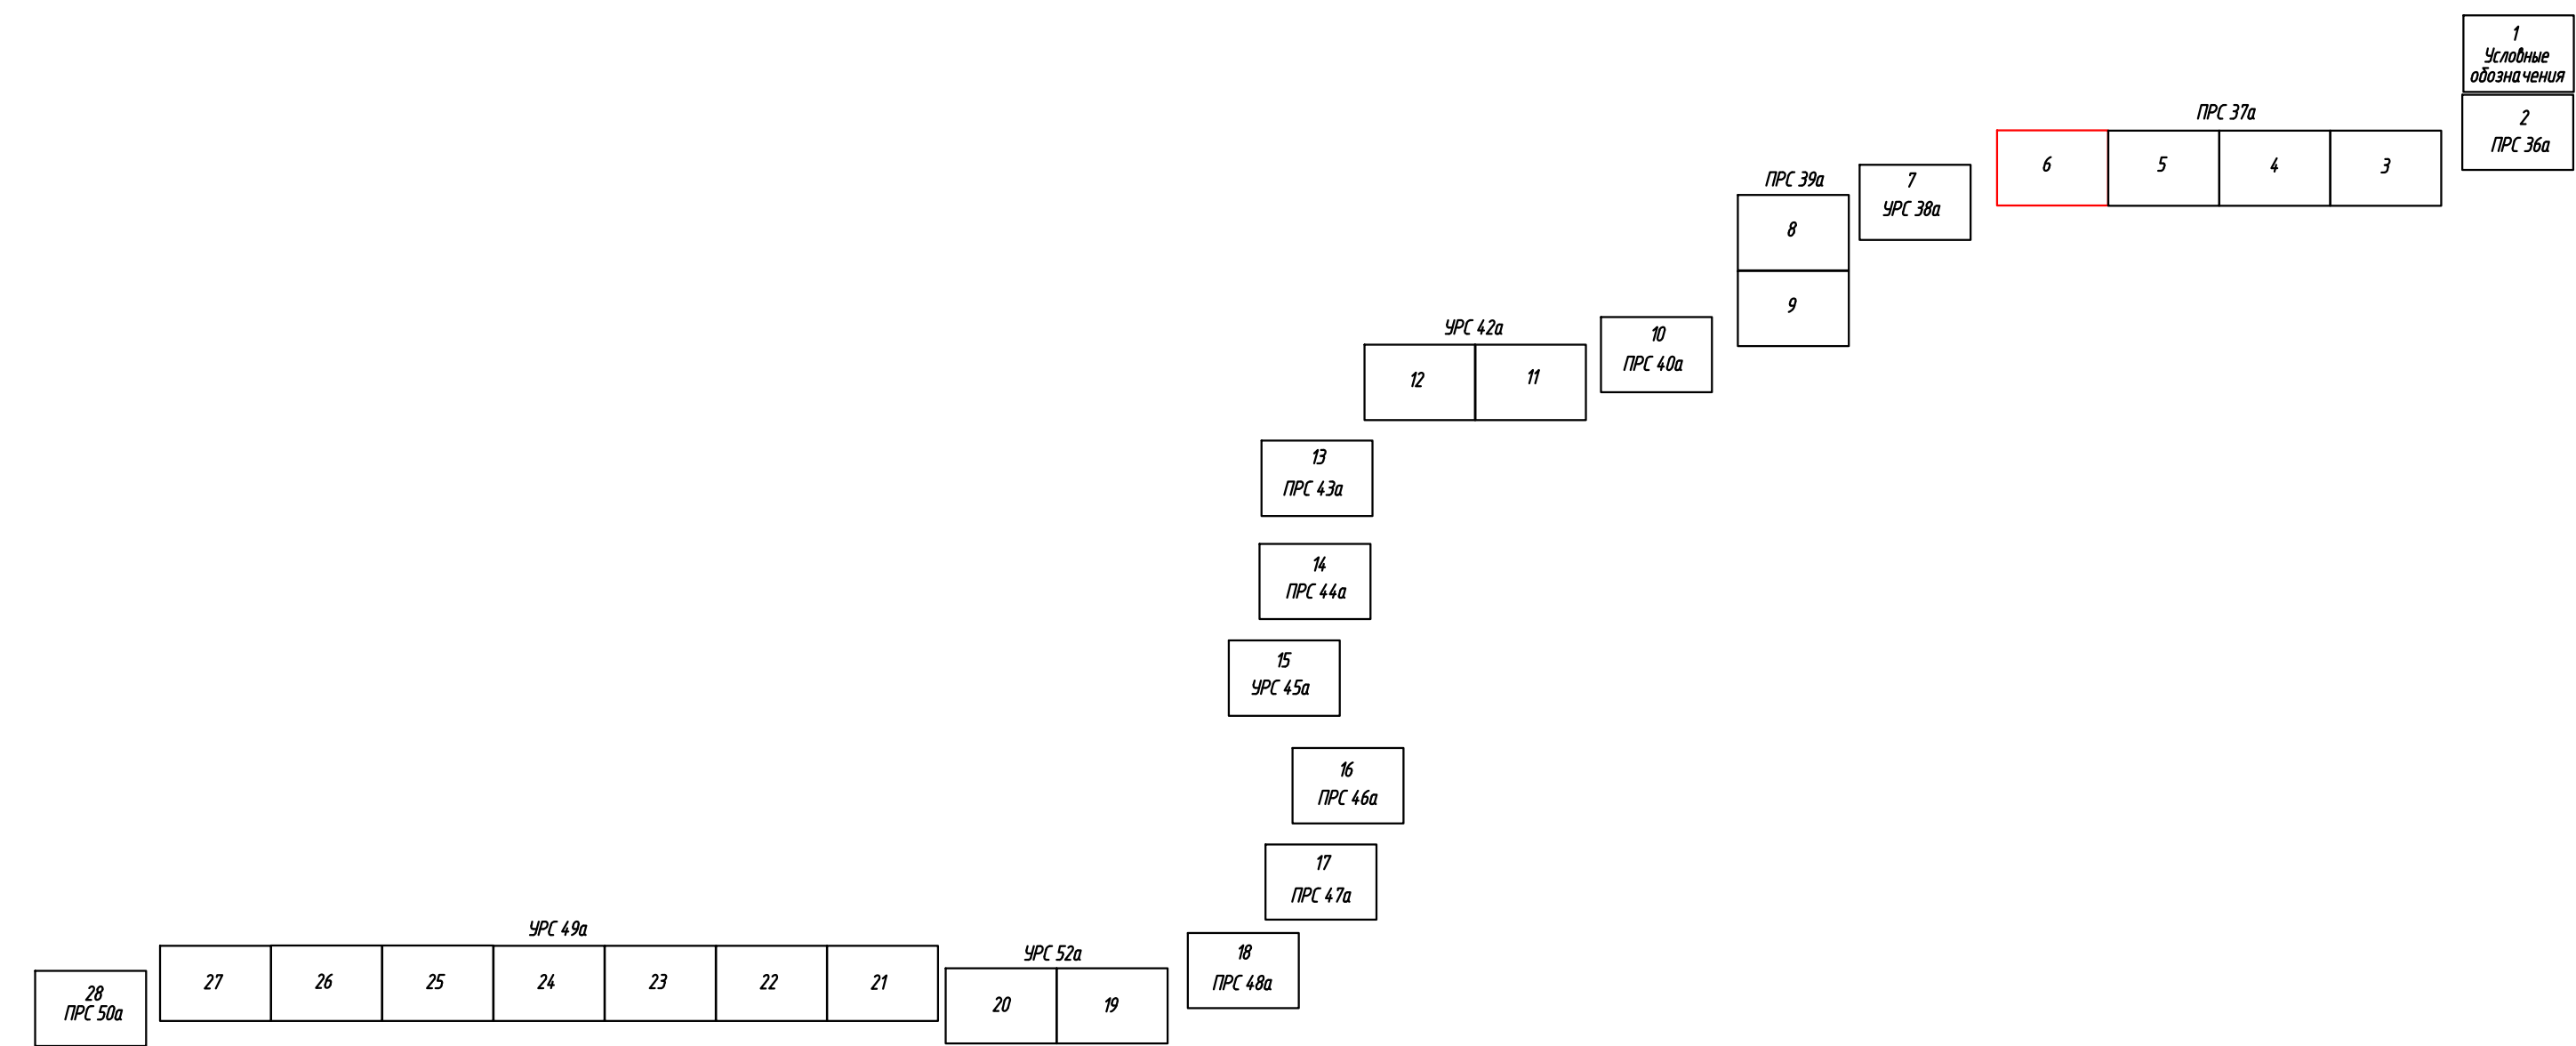 1
Условные
обозначения
2
ПРС 36а
ПРС 37а
6
5
4
3
7
УРС 38а
ПРС 39а
8
9
10
ПРС 40а
УРС 42а
12
11
13
ПРС 43а
14
ПРС 44а
15
УРС 45а
16
ПРС 46а
17
ПРС 47а
18
ПРС 48а
УРС 52а
20
19
УРС 49а
27
26
25
24
23
22
21
28
ПРС 50а